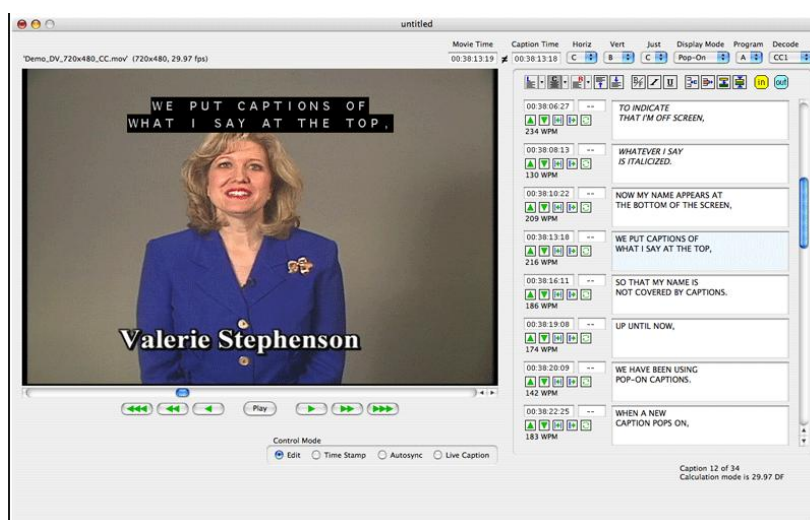 untitled
'Demo_DV_720x480_CC.mov' (720x480, 29.97 fps)
Movie Time
00:38:13:19
≠
Caption Time
00:38:13:18
Horiz
C
Vert
B
Just
C
Display Mode
Pop-On
Program
A
Decode
CC1
WE PUT CAPTIONS OF
WHAT I SAY AT THE TOP,
Valerie Stephenson
Play
Control Mode
Edit Time Stamp Autosync Live Caption
in out
00:38:06:27 --
234 WPM
TO INDICATE
THAT I'M OFF SCREEN,
00:38:08:13 --
130 WPM
WHATEVER I SAY
IS ITALICIZED.
00:38:10:22 --
209 WPM
NOW MY NAME APPEARS AT
THE BOTTOM OF THE SCREEN,
00:38:13:18 --
216 WPM
WE PUT CAPTIONS OF
WHAT I SAY AT THE TOP,
00:38:16:11 --
186 WPM
SO THAT MY NAME IS
NOT COVERED BY CAPTIONS.
00:38:19:08 --
174 WPM
UP UNTIL NOW,
00:38:20:09 --
142 WPM
WE HAVE BEEN USING
POP-ON CAPTIONS.
00:38:22:25 --
183 WPM
WHEN A NEW
CAPTION POPS ON,
Caption 12 of 34
Calculation mode is 29.97 DF